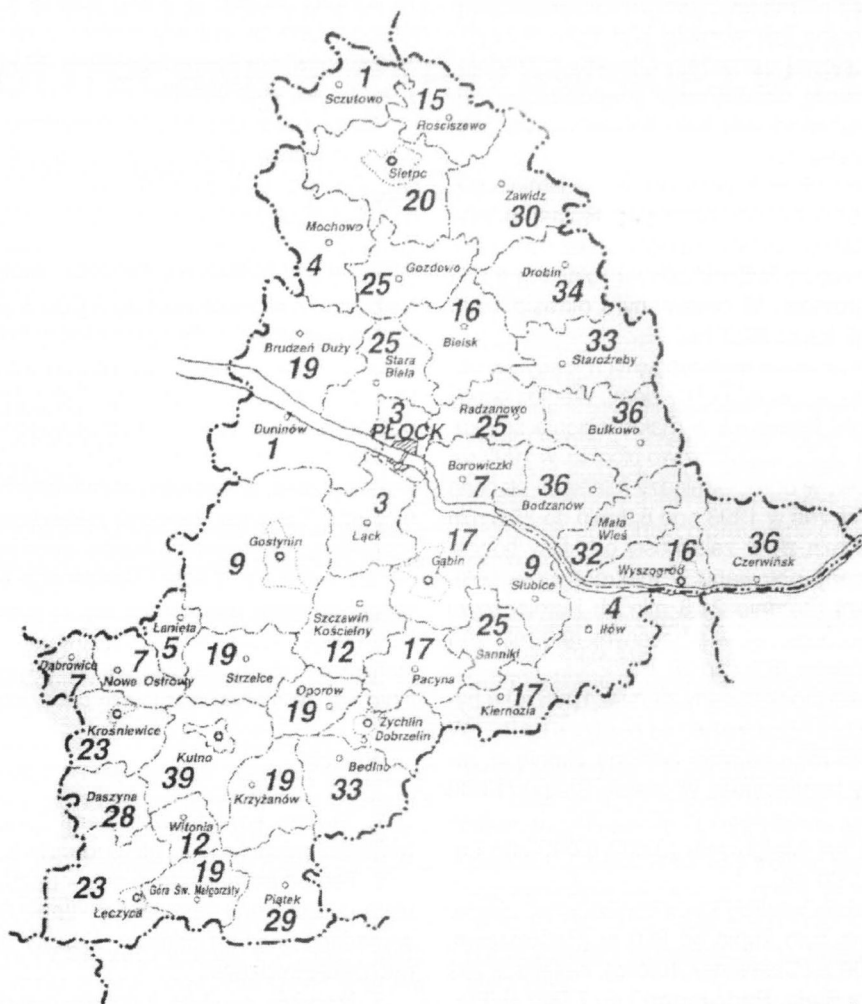 1
Sczutowo
15
Rościszewo
Sietpc
20
Zawidz
30
Mochowo
4
Gozdowo
25
Drobin
34
16
Bielsk
Brudzeń Duży
19
25
Stara
Biała
33
Staroźreby
3
PŁOCK
Radzanowo
25
36
Bulkowo
Duninów
1
Borowiczki
7
36
Bodzanów
Mała
Wieś
32
Wyszogród
16
36
Czerwińsk
3
Łąck
17
Gąbin
9
Słubice
Gostynin
9
4
Iłów
Szczawin
Kościelny
12
25
Sanniki
Łanięta
5
19
Strzelce
17
Pacyna
17
Kiernozia
Dąbrowice
7
7
Nowe Ostrowy
Oporów
19
Żychlin
Dobrzelin
Krośniewice
23
Kutno
39
Bedlno
33
19
Krzyżanów
Daszyna
28
Witonia
12
23
Łęczyca
19
Góra Św. Małgorzaty
Piątek
29